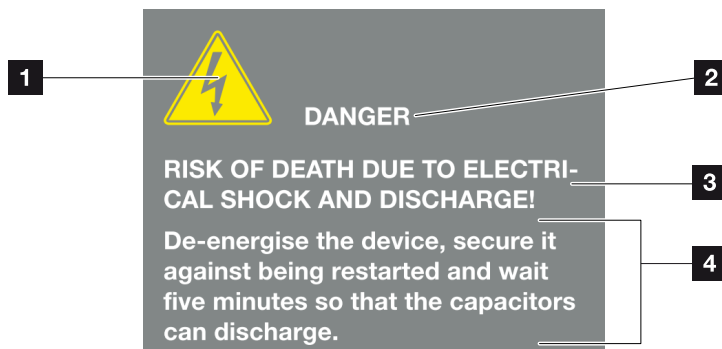 1
2
DANGER
RISK OF DEATH DUE TO ELECTRI-
3
CAL SHOCK AND DISCHARGE!
De-energise the device, secure it
against being restarted and wait
4
five minutes so that the capacitors
can discharge.